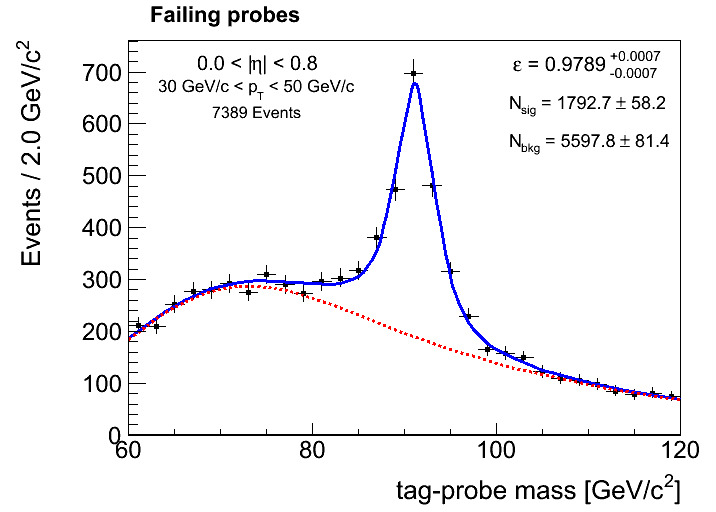 Failing probes
0.0 < |η| < 0.8
30 GeV/c < p_T < 50 GeV/c
7389 Events
ε = 0.9789 +0.0007 -0.0007
N_sig = 1792.7 ± 58.2
N_bkg = 5597.8 ± 81.4
Events / 2.0 GeV/c²
700
600
500
400
300
200
100
0
60 80 100 120
tag-probe mass [GeV/c²]